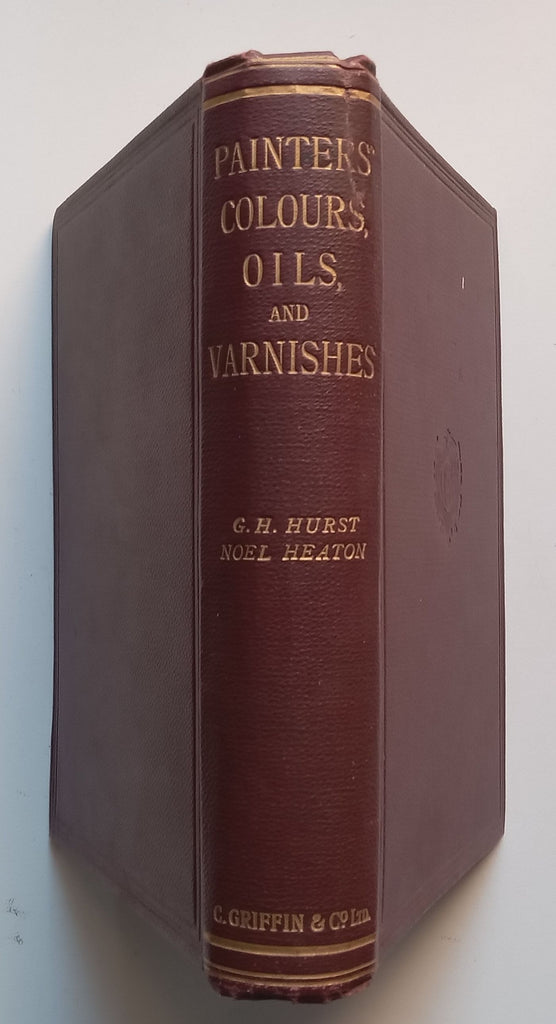 PAINTERS'
COLOURS,
OILS,
AND
VARNISHES
G. H. HURST
NOEL HEATON
C. GRIFFIN & Co. LTD.